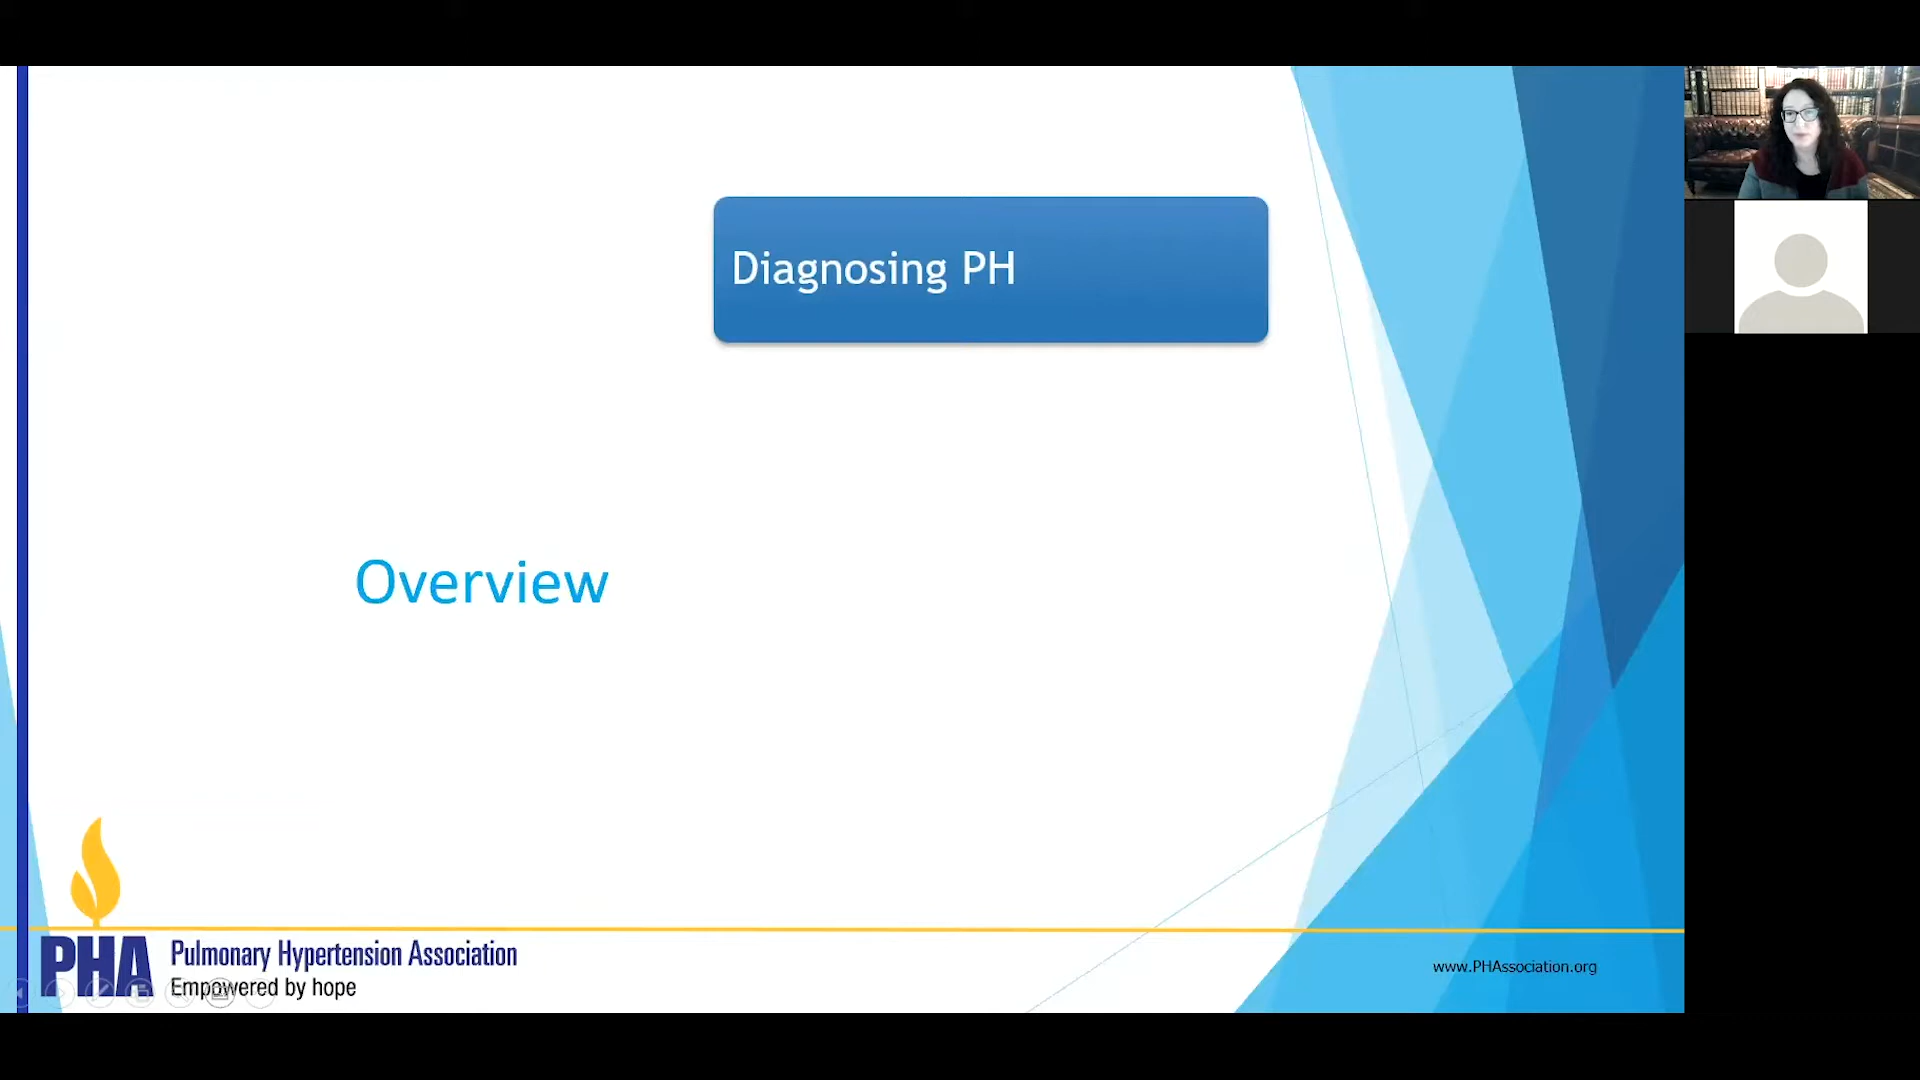 Diagnosing PH
Overview
PHA
Pulmonary Hypertension Association
Empowered by hope
www.PHAssociation.org